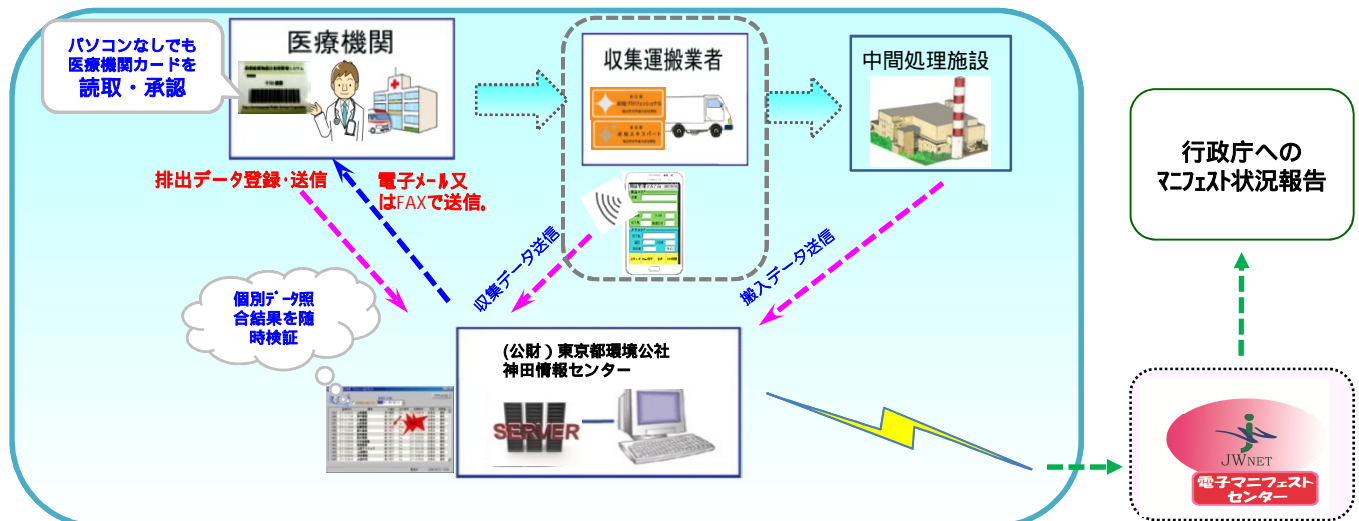 パソコンなしでも
医療機関カードを
読取・承認
医療機関
収集運搬業者
中間処理施設
行政庁への
マニフェスト状況報告
排出データ登録・送信
電子メール又
はFAXで送信。
収集データ送信
搬入データ送信
個別データ照
合結果を随
時検証
(公財)東京都環境公社
神田情報センター
SERVER
JWNET
電子マニフェスト
センター